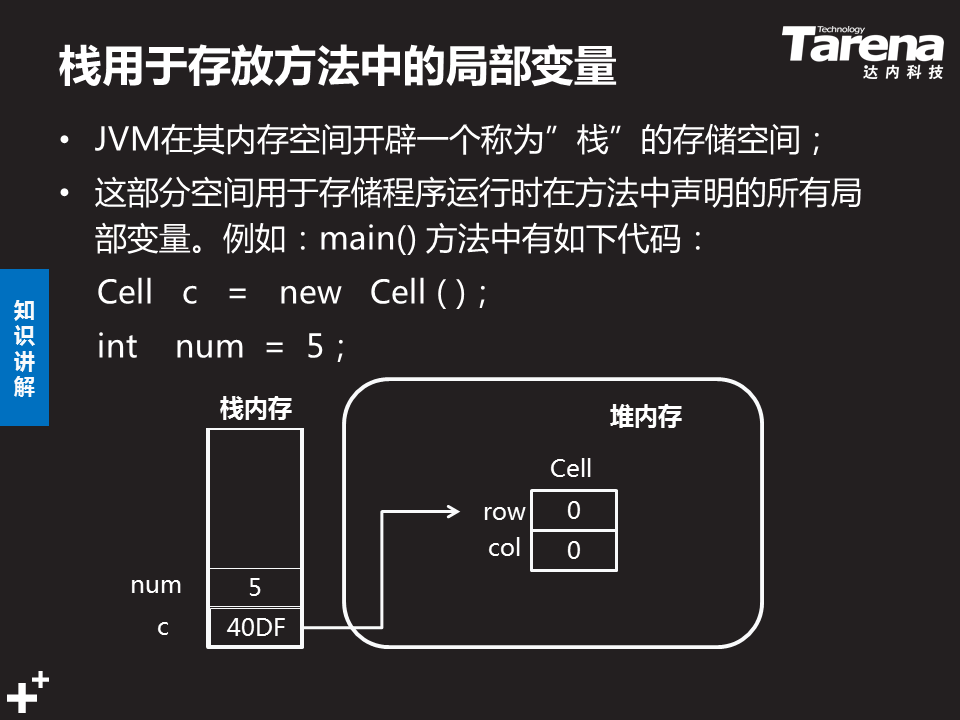 栈用于存放方法中的局部变量
Technology
Tarena
达内科技
• JVM在其内存空间开辟一个称为”栈”的存储空间；
• 这部分空间用于存储程序运行时在方法中声明的所有局
部变量。例如：main() 方法中有如下代码：
Cell c = new Cell ( ) ;
int num = 5 ;
知
识
讲
解
栈内存
堆内存
Cell
row 0
col 0
num 5
c 40DF